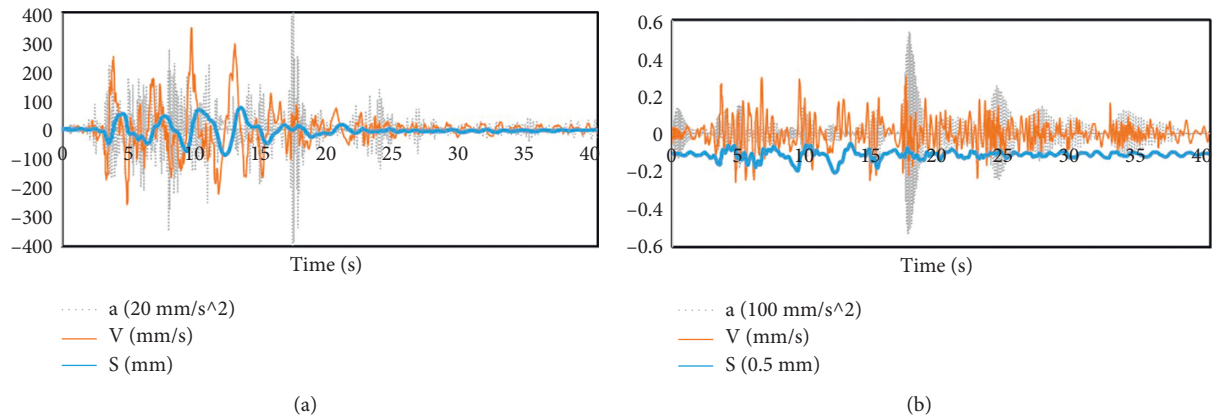 400
300
200
100
0
−100
−200
−300
−400
0 5 10 15 20 25 30 35 40
Time (s)
a (20 mm/s^2)
V (mm/s)
S (mm)
(a)
0.6
0.4
0.2
0
−0.2
−0.4
−0.6
0 5 10 15 20 25 30 35 40
Time (s)
a (100 mm/s^2)
V (mm/s)
S (0.5 mm)
(b)